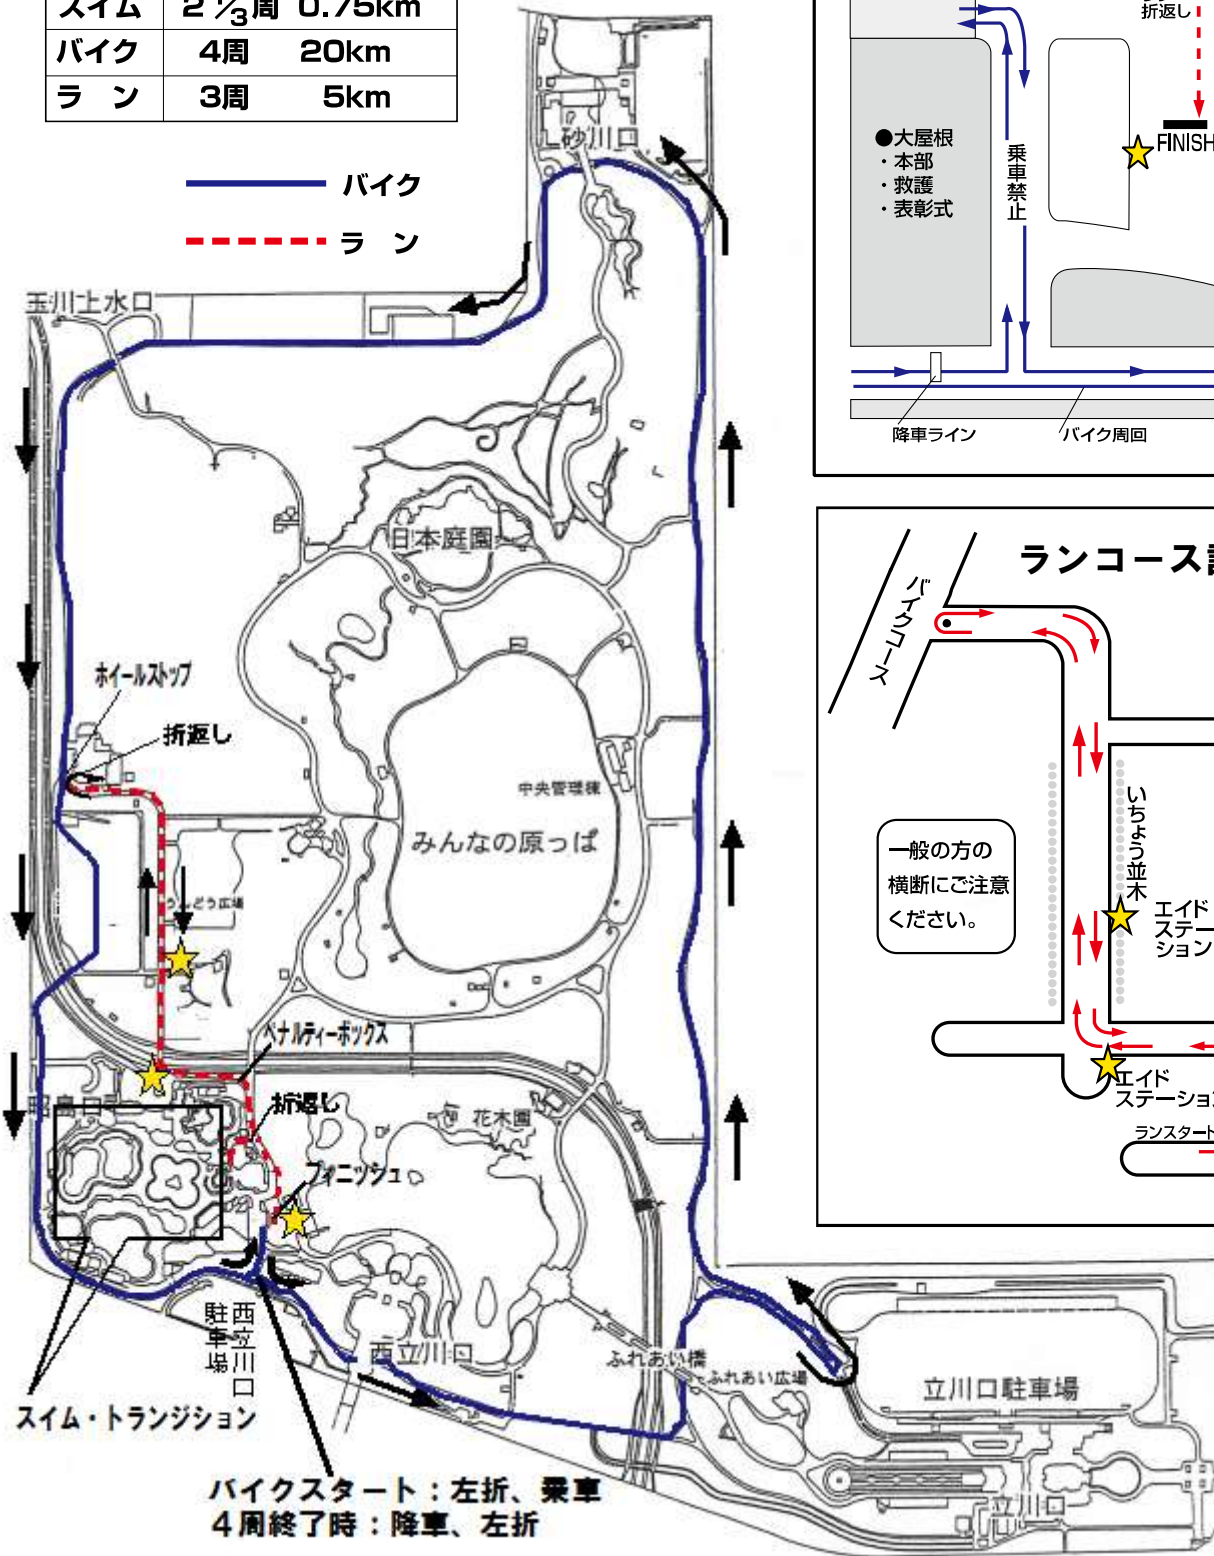 スイム 2 1/3周 0.75km
バイク 4周 20km
ラン 3周 5km
バイク
ラン
砂川口
玉川上水口
日本庭園
ホイールストップ
折返し
中央管理棟
みんなの原っぱ
うんどう広場
ペナルティーボックス
折返し
花木園
フィニッシュ
西立川口
駐車場
西立川口
ふれあい橋
ふれあい広場
立川口駐車場
立川口
スイム・トランジション
バイクスタート：左折、乗車
4周終了時：降車、左折
折返し
FINISH
●大屋根
・本部
・救護
・表彰式
乗車禁止
降車ライン
バイク周回
ランコース
バイクコース
いちょう並木
一般の方の
横断にご注意
ください。
エイド
ステー
ション
エイド
ステーショ
ランスタート